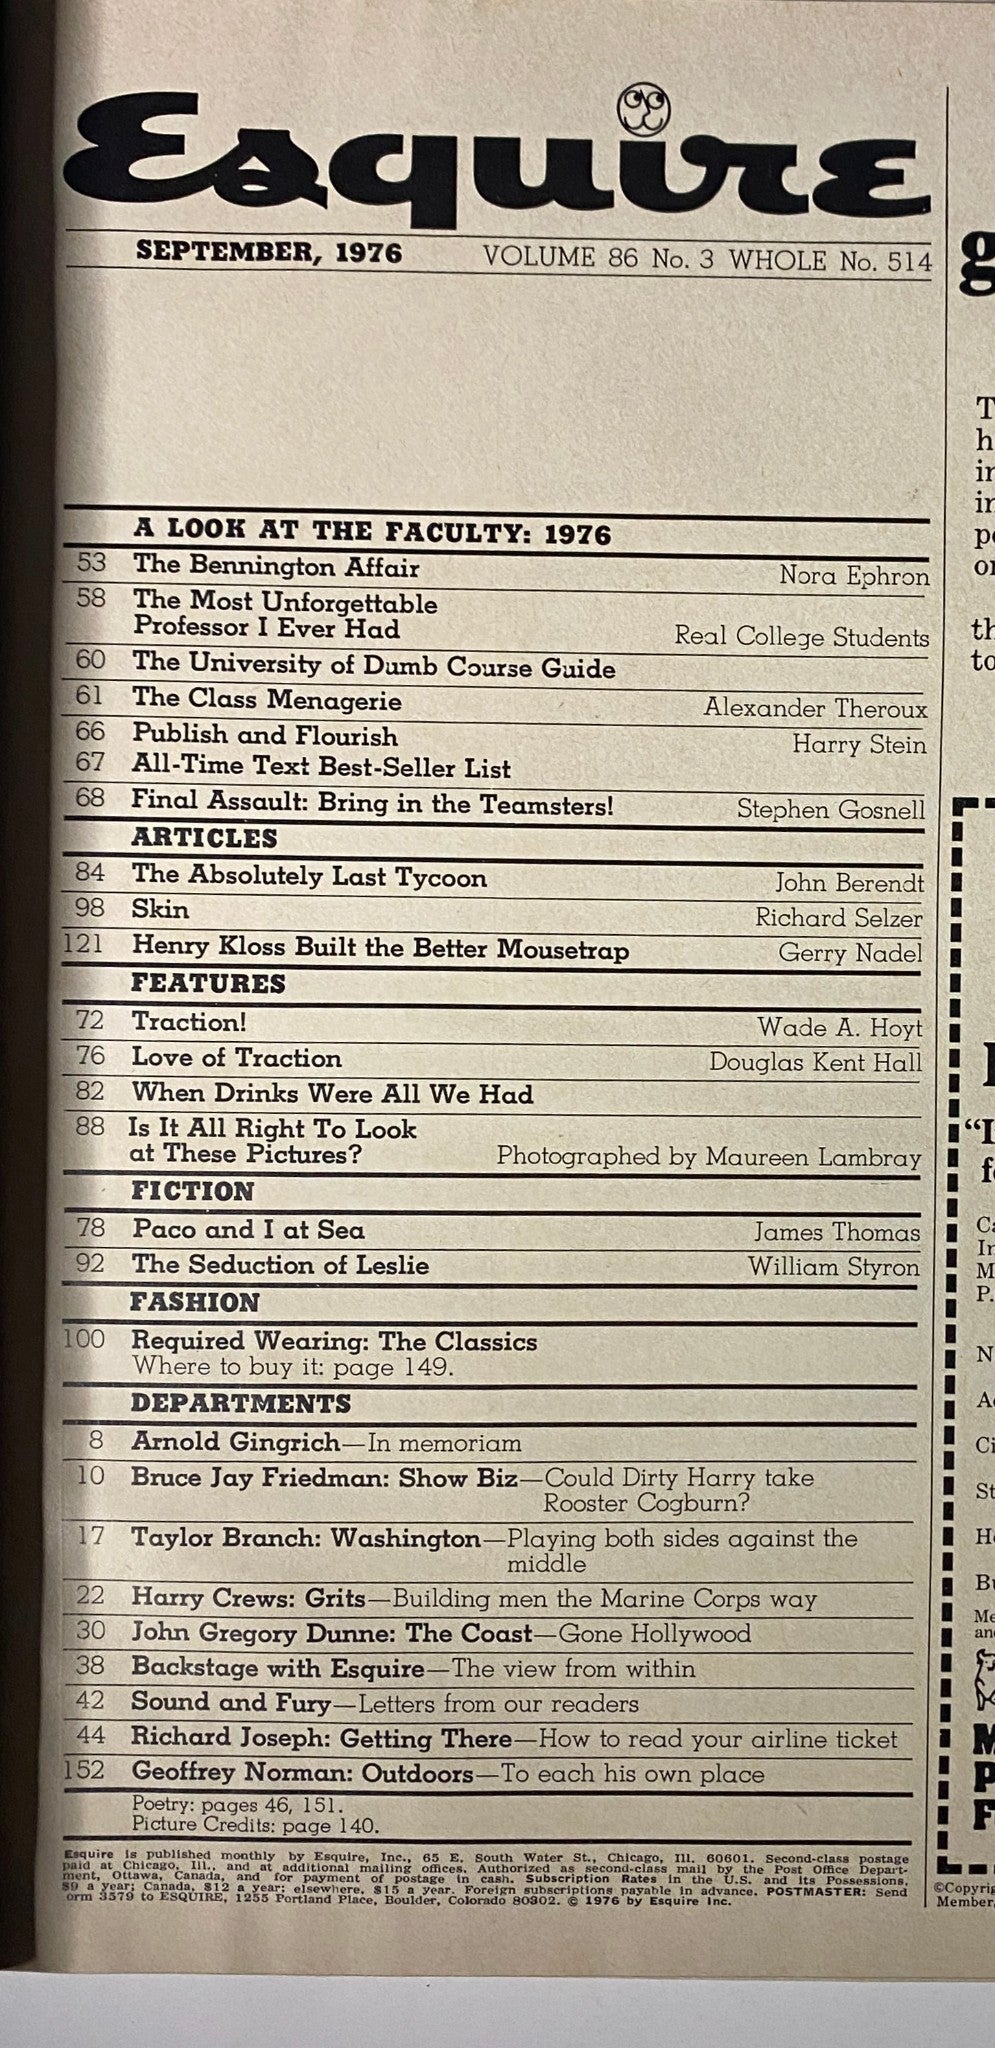 Esquire
SEPTEMBER, 1976 VOLUME 86 No. 3 WHOLE No. 514
A LOOK AT THE FACULTY: 1976
53 The Bennington Affair Nora Ephron
58 The Most Unforgettable
Professor I Ever Had Real College Students
60 The University of Dumb Course Guide
61 The Class Menagerie Alexander Theroux
66 Publish and Flourish Harry Stein
67 All-Time Text Best-Seller List
68 Final Assault: Bring in the Teamsters! Stephen Gosnell
ARTICLES
84 The Absolutely Last Tycoon John Berendt
98 Skin Richard Selzer
121 Henry Kloss Built the Better Mousetrap Gerry Nadel
FEATURES
72 Traction! Wade A. Hoyt
76 Love of Traction Douglas Kent Hall
82 When Drinks Were All We Had
88 Is It All Right To Look
at These Pictures? Photographed by Maureen Lambray
FICTION
78 Paco and I at Sea James Thomas
92 The Seduction of Leslie William Styron
FASHION
100 Required Wearing: The Classics
Where to buy it: page 149.
DEPARTMENTS
8 Arnold Gingrich—In memoriam
10 Bruce Jay Friedman: Show Biz—Could Dirty Harry take
Rooster Cogburn?
17 Taylor Branch: Washington—Playing both sides against the
middle
22 Harry Crews: Grits—Building men the Marine Corps way
30 John Gregory Dunne: The Coast—Gone Hollywood
38 Backstage with Esquire—The view from within
42 Sound and Fury—Letters from our readers
44 Richard Joseph: Getting There—How to read your airline ticket
152 Geoffrey Norman: Outdoors—To each his own place
Poetry: pages 46, 151.
Picture Credits: page 140.
Esquire is published monthly by Esquire, Inc., 65 E. South Water St., Chicago, Ill. 60601. Second-class postage
paid at Chicago, Ill., and at additional mailing offices. Authorized as second-class mail by the Post Office Depart-
ment, Ottawa, Canada, and for payment of postage in cash. Subscription Rates in the U.S. and its Possessions,
$9 a year; Canada, $12 a year; elsewhere, $15 a year. Foreign subscriptions payable in advance. POSTMASTER: Send
orm 3579 to ESQUIRE, 1255 Portland Place, Boulder, Colorado 80302. © 1976 by Esquire Inc.
©Copyrig
Member,